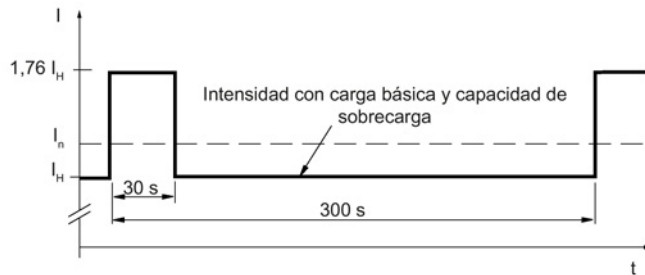 I
1,76 I_H
Intensidad con carga básica y capacidad de
sobrecarga
I_n
I_H
30 s
300 s
t